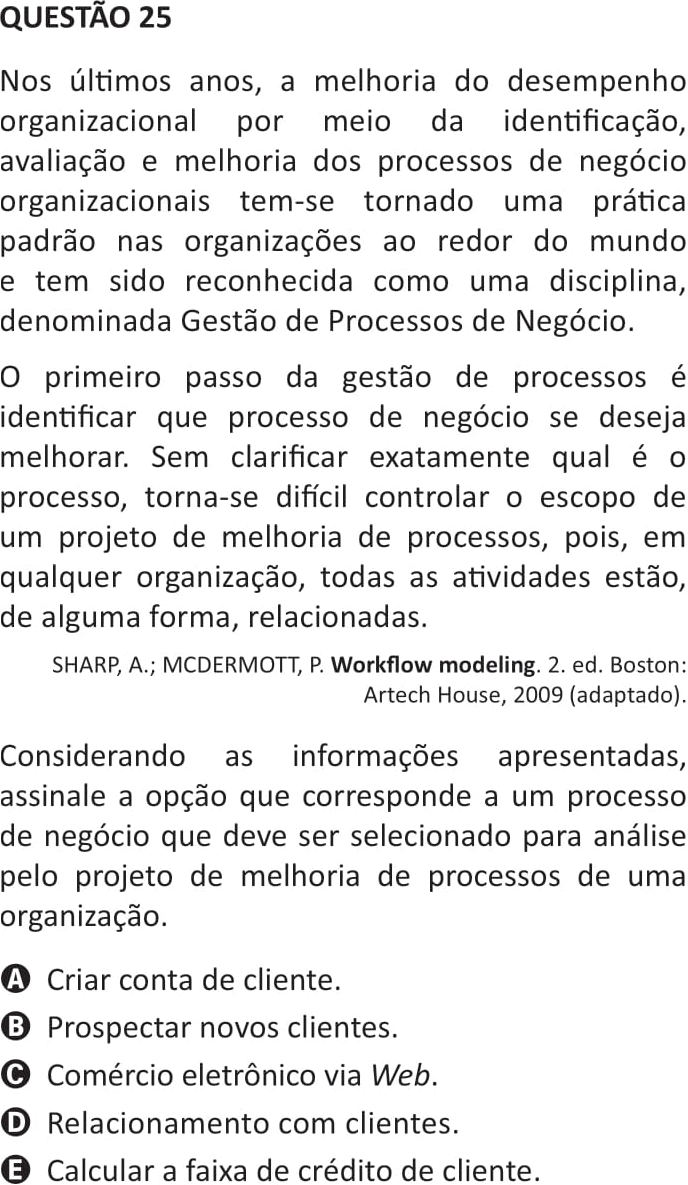 QUESTÃO 25
Nos últimos anos, a melhoria do desempenho
organizacional por meio da identificação,
avaliação e melhoria dos processos de negócio
organizacionais tem-se tornado uma prática
padrão nas organizações ao redor do mundo
e tem sido reconhecida como uma disciplina,
denominada Gestão de Processos de Negócio.
O primeiro passo da gestão de processos é
identificar que processo de negócio se deseja
melhorar. Sem clarificar exatamente qual é o
processo, torna-se difícil controlar o escopo de
um projeto de melhoria de processos, pois, em
qualquer organização, todas as atividades estão,
de alguma forma, relacionadas.
SHARP, A.; MCDERMOTT, P. Workflow modeling. 2. ed. Boston:
Artech House, 2009 (adaptado).
Considerando as informações apresentadas,
assinale a opção que corresponde a um processo
de negócio que deve ser selecionado para análise
pelo projeto de melhoria de processos de uma
organização.
A Criar conta de cliente.
B Prospectar novos clientes.
C Comércio eletrônico via Web.
D Relacionamento com clientes.
E Calcular a faixa de crédito de cliente.